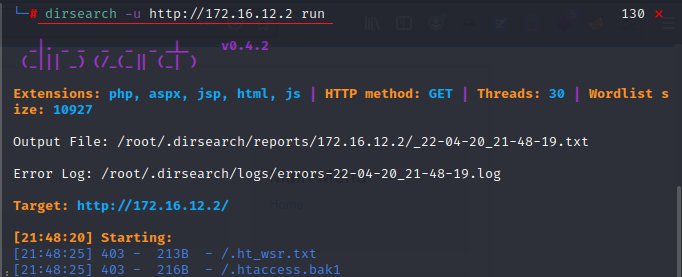 └─# dirsearch -u http://172.16.12.2 run 130 ⨯
dirsearch v0.4.2
Extensions: php, aspx, jsp, html, js | HTTP method: GET | Threads: 30 | Wordlist s
ize: 10927
Output File: /root/.dirsearch/reports/172.16.12.2/_22-04-20_21-48-19.txt
Error Log: /root/.dirsearch/logs/errors-22-04-20_21-48-19.log
Target: http://172.16.12.2/
[21:48:20] Starting:
[21:48:25] 403 - 213B - /.ht_wsr.txt
[21:48:25] 403 - 216B - /.htaccess.bak1